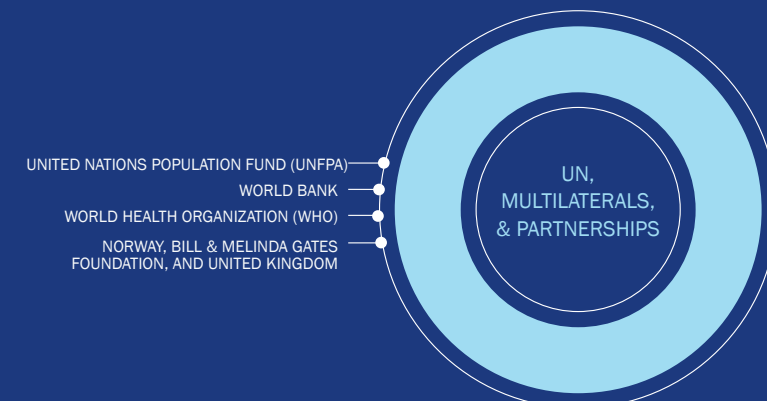 UNITED NATIONS POPULATION FUND (UNFPA)
WORLD BANK
WORLD HEALTH ORGANIZATION (WHO)
NORWAY, BILL & MELINDA GATES
FOUNDATION, AND UNITED KINGDOM
UN,
MULTILATERALS,
& PARTNERSHIPS